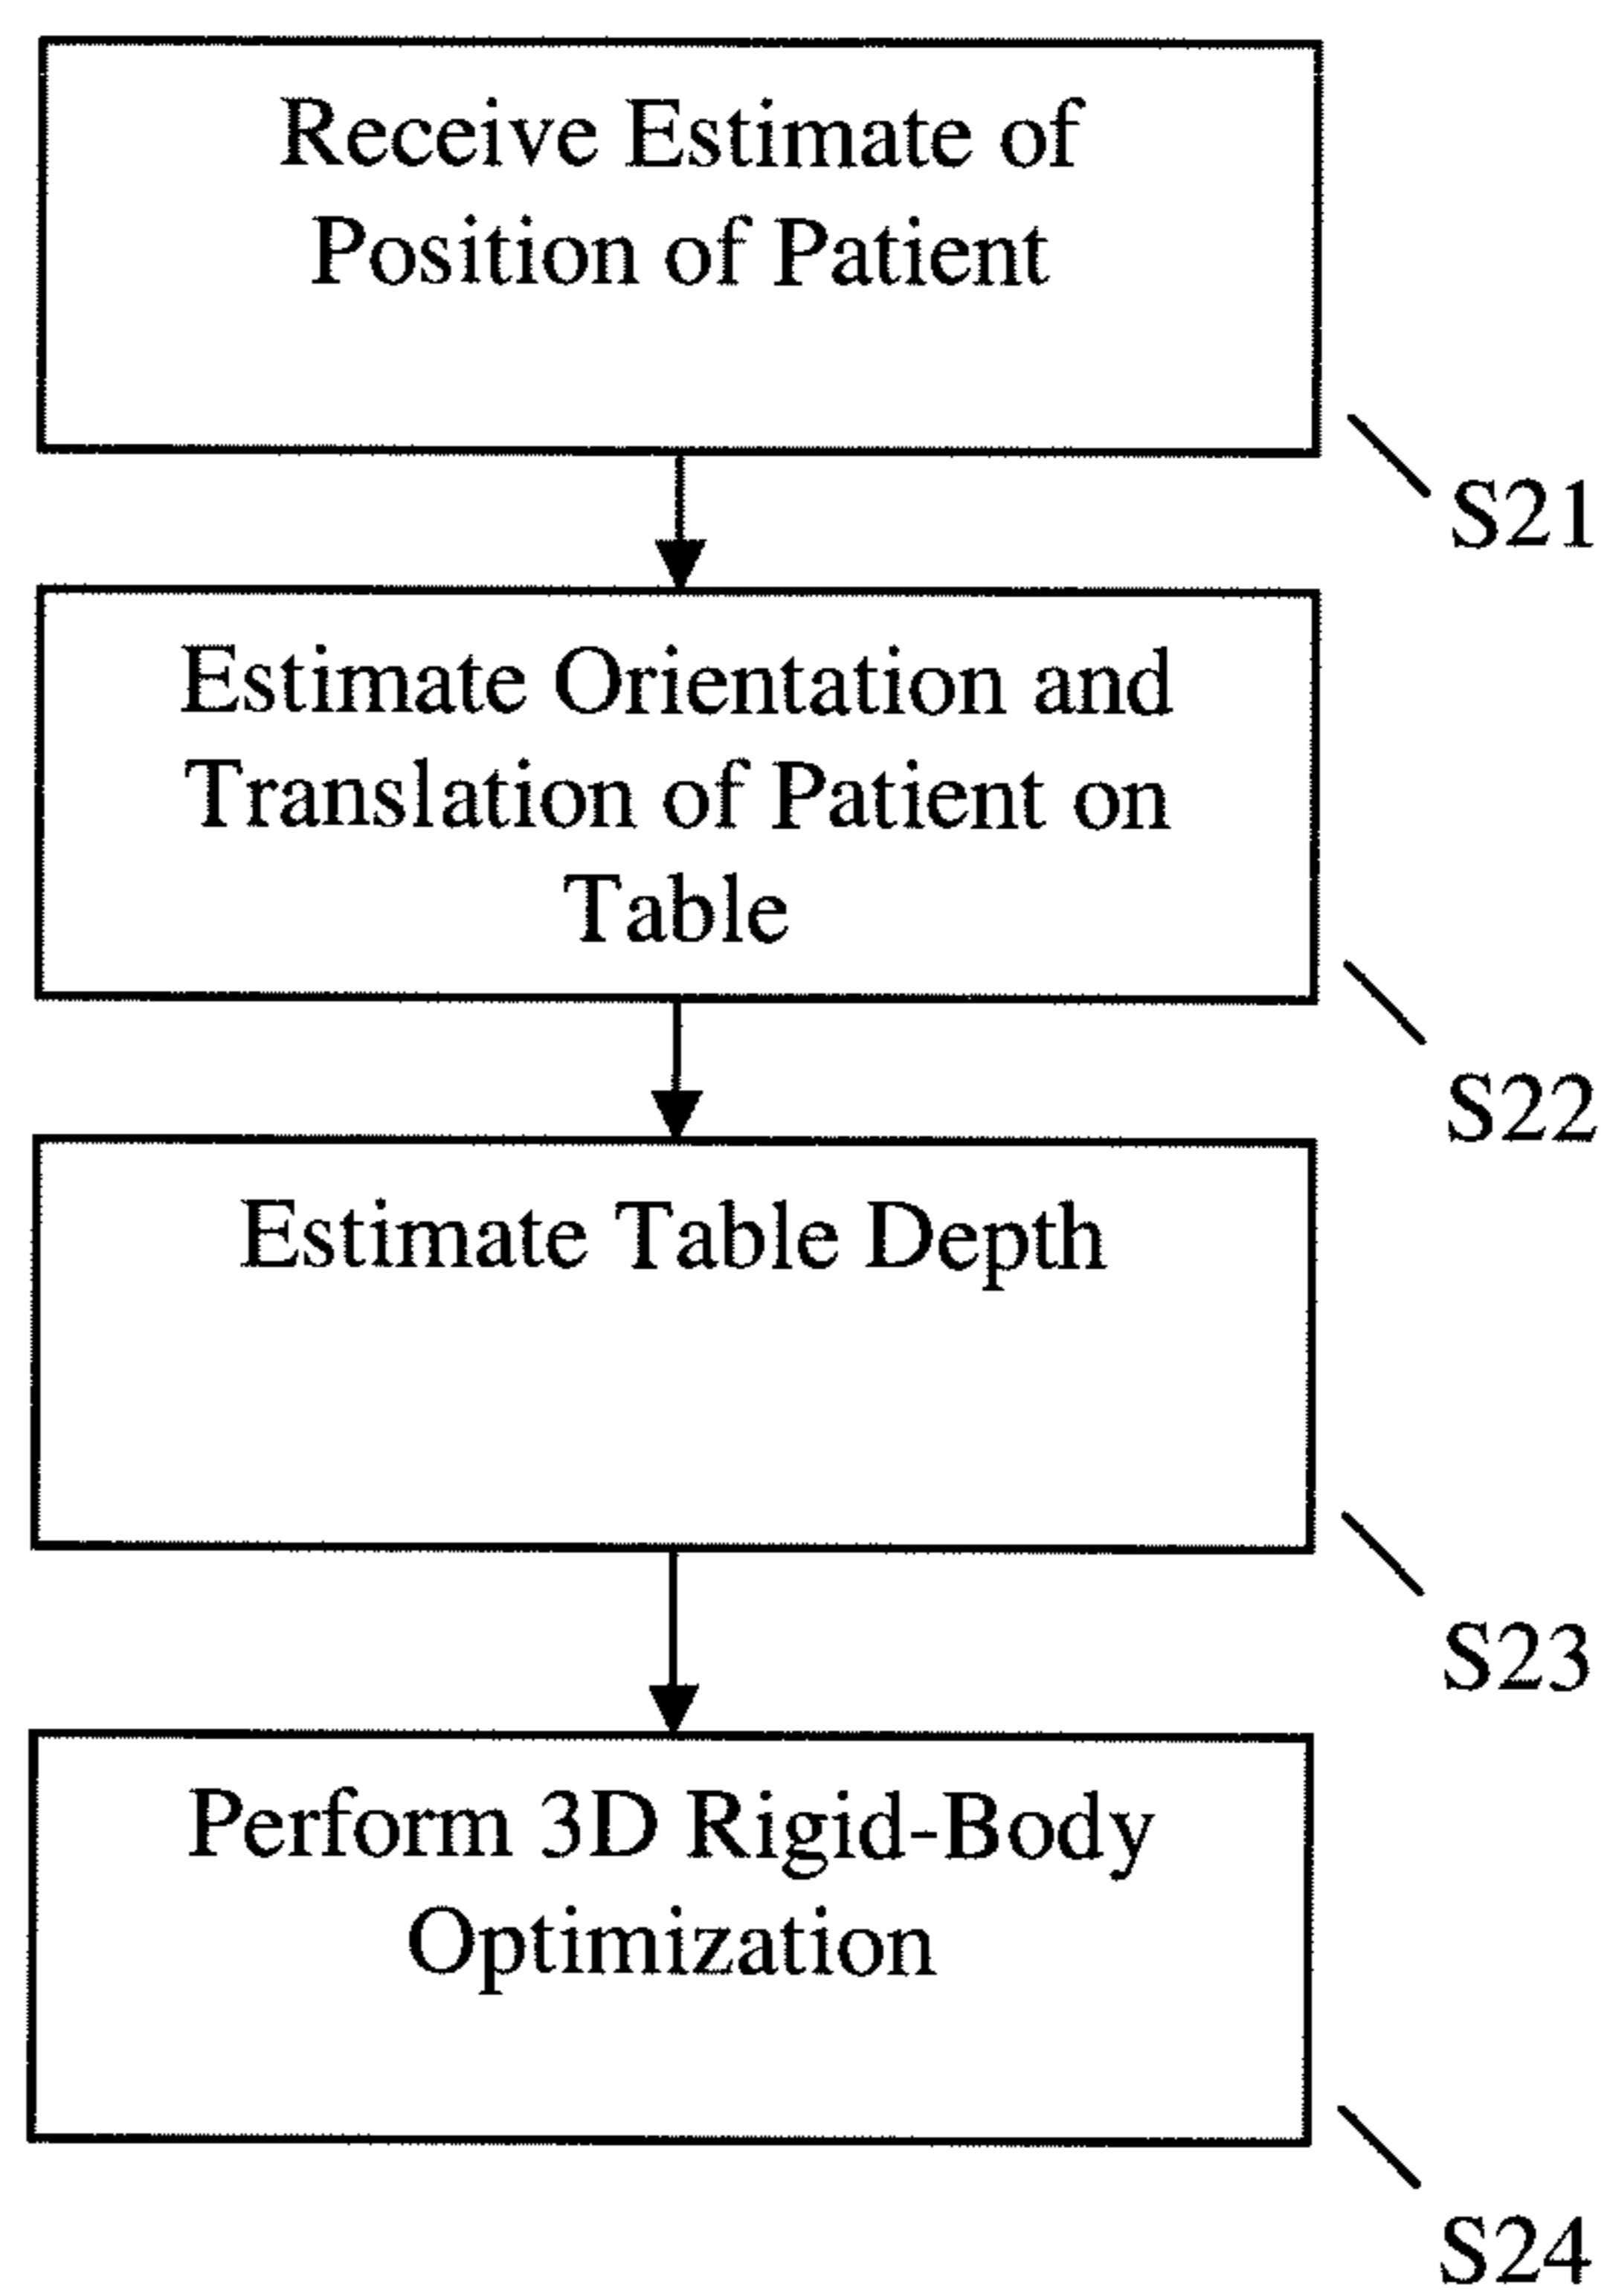 Receive Estimate of
Position of Patient
S21
Estimate Orientation and
Translation of Patient on
Table
S22
Estimate Table Depth
S23
Perform 3D Rigid-Body
Optimization
S24